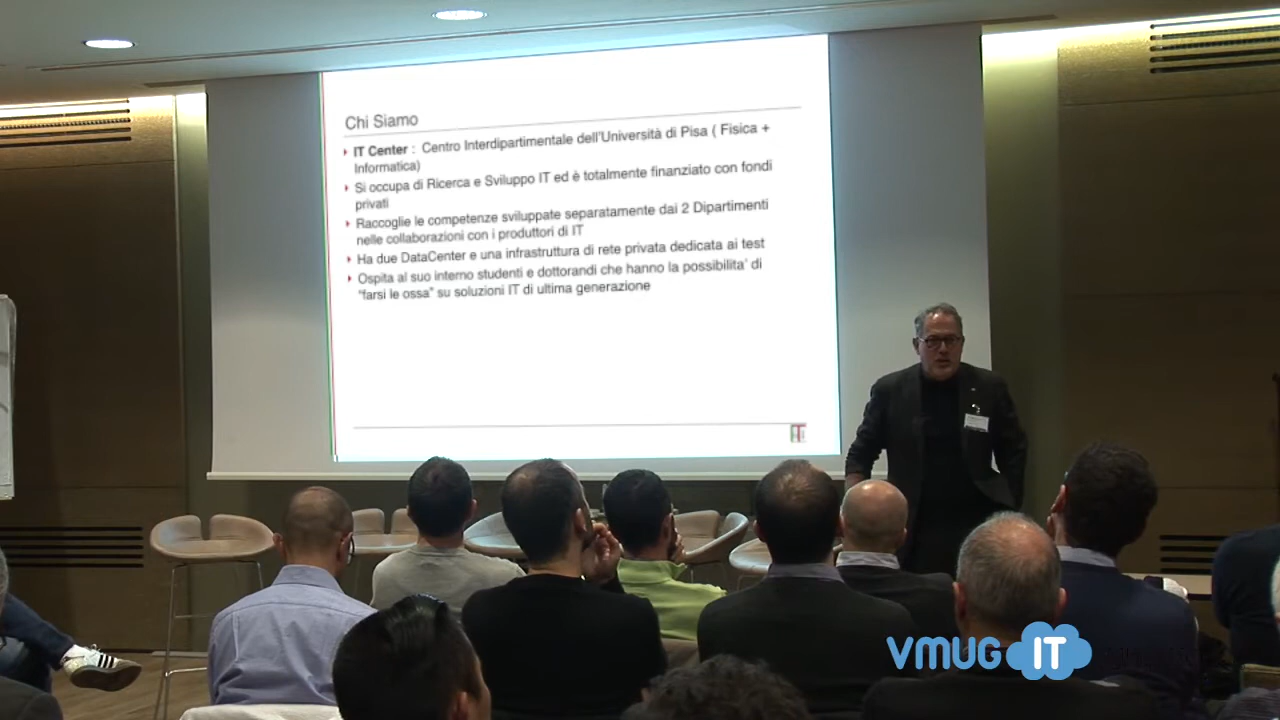 Chi Siamo
IT Center : Centro Interdipartimentale dell'Università di Pisa ( Fisica +
Informatica)
Si occupa di Ricerca e Sviluppo IT ed è totalmente finanziato con fondi
privati
Raccoglie le competenze sviluppate separatamente dai 2 Dipartimenti
nelle collaborazioni con i produttori di IT
Ha due DataCenter e una infrastruttura di rete privata dedicata ai test
Ospita al suo interno studenti e dottorandi che hanno la possibilita' di
"farsi le ossa" su soluzioni IT di ultima generazione
VMUG IT